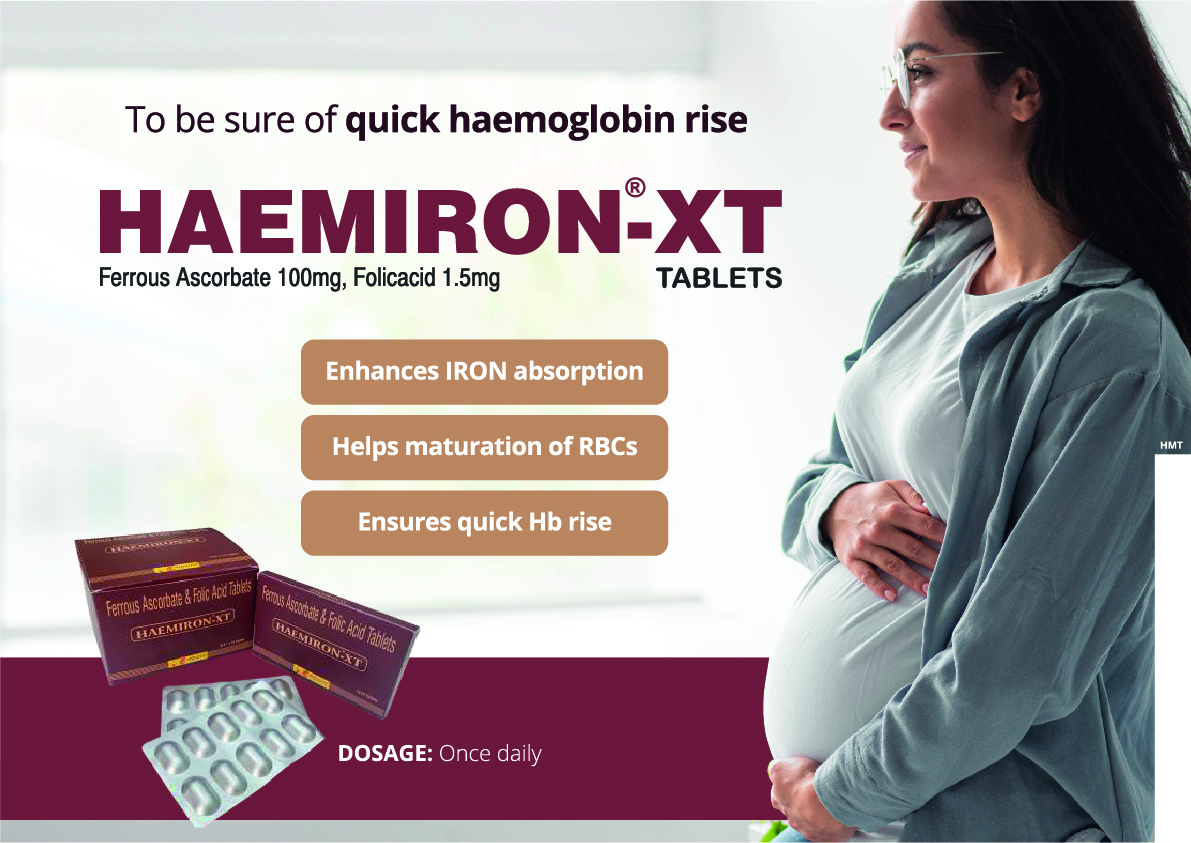 To be sure of quick haemoglobin rise
HAEMIRON®-XT
Ferrous Ascorbate 100mg, Folicacid 1.5mg
TABLETS
Enhances IRON absorption
Helps maturation of RBCs
Ensures quick Hb rise
HMT
HAEMIRON-XT
Ferrous Ascorbate & Folic Acid Tablets
HAEMIRON-XT
Ferrous Ascorbate & Folic Acid Tablets
HAEMIRON-XT
DOSAGE: Once daily